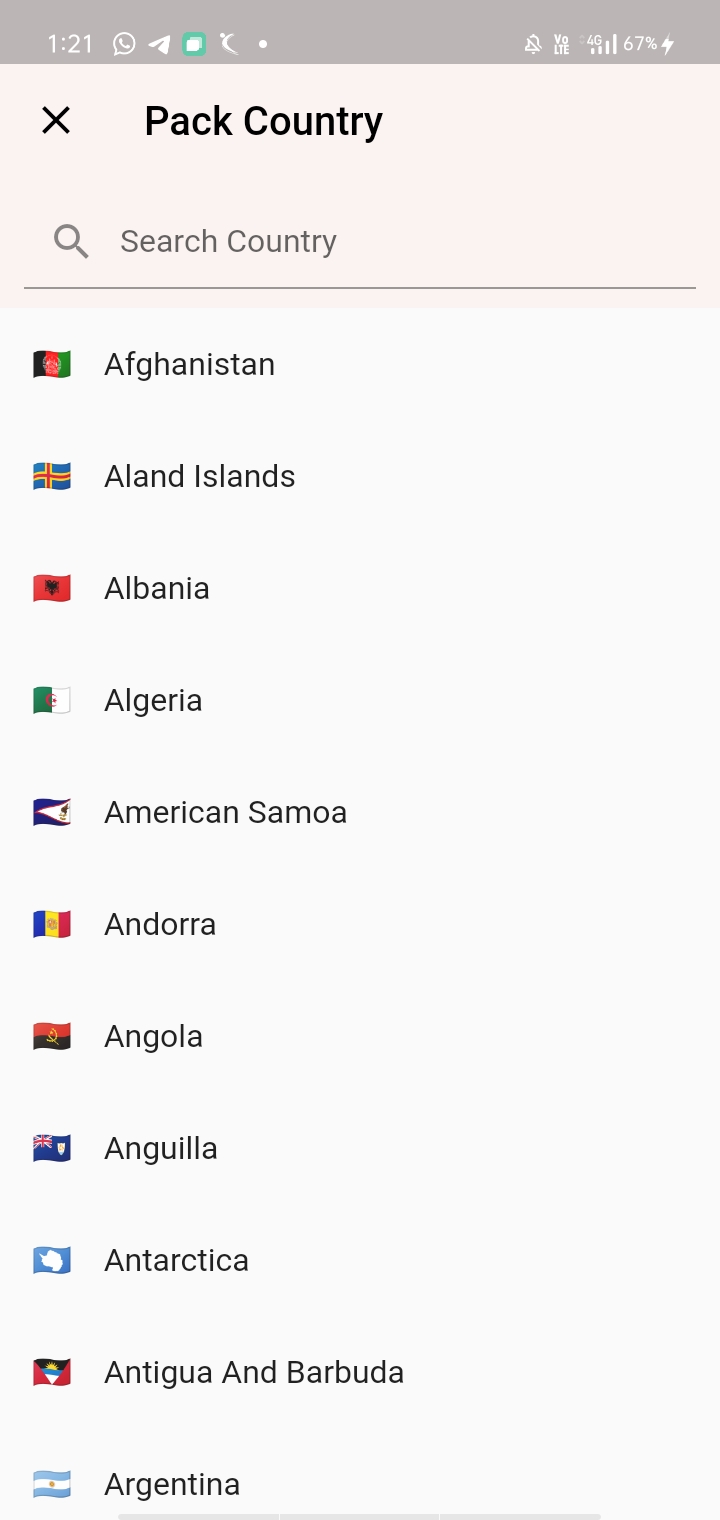 1:21
Vo LTE 4G 67%
Pack Country
Search Country
Afghanistan
Aland Islands
Albania
Algeria
American Samoa
Andorra
Angola
Anguilla
Antarctica
Antigua And Barbuda
Argentina